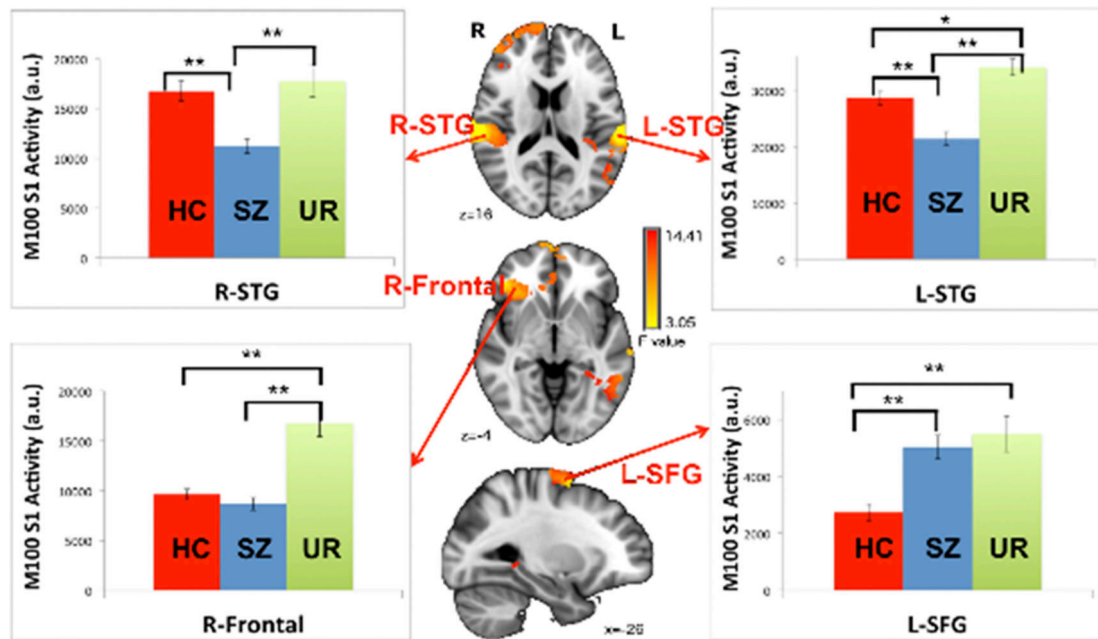 **
**
20000
15000
10000
5000
0
M100 S1 Activity (a.u.)
HC SZ UR
R-STG
R L
R-STG
L-STG
z=16
*
**
**
30000
20000
10000
0
M100 S1 Activity (a.u.)
HC SZ UR
L-STG
R-Frontal
14.41
3.05
F value
z=-4
**
**
20000
15000
10000
5000
0
M100 S1 Activity (a.u.)
HC SZ UR
R-Frontal
L-SFG
x=-26
**
**
6000
4000
2000
0
M100 S1 Activity (a.u.)
HC SZ UR
L-SFG